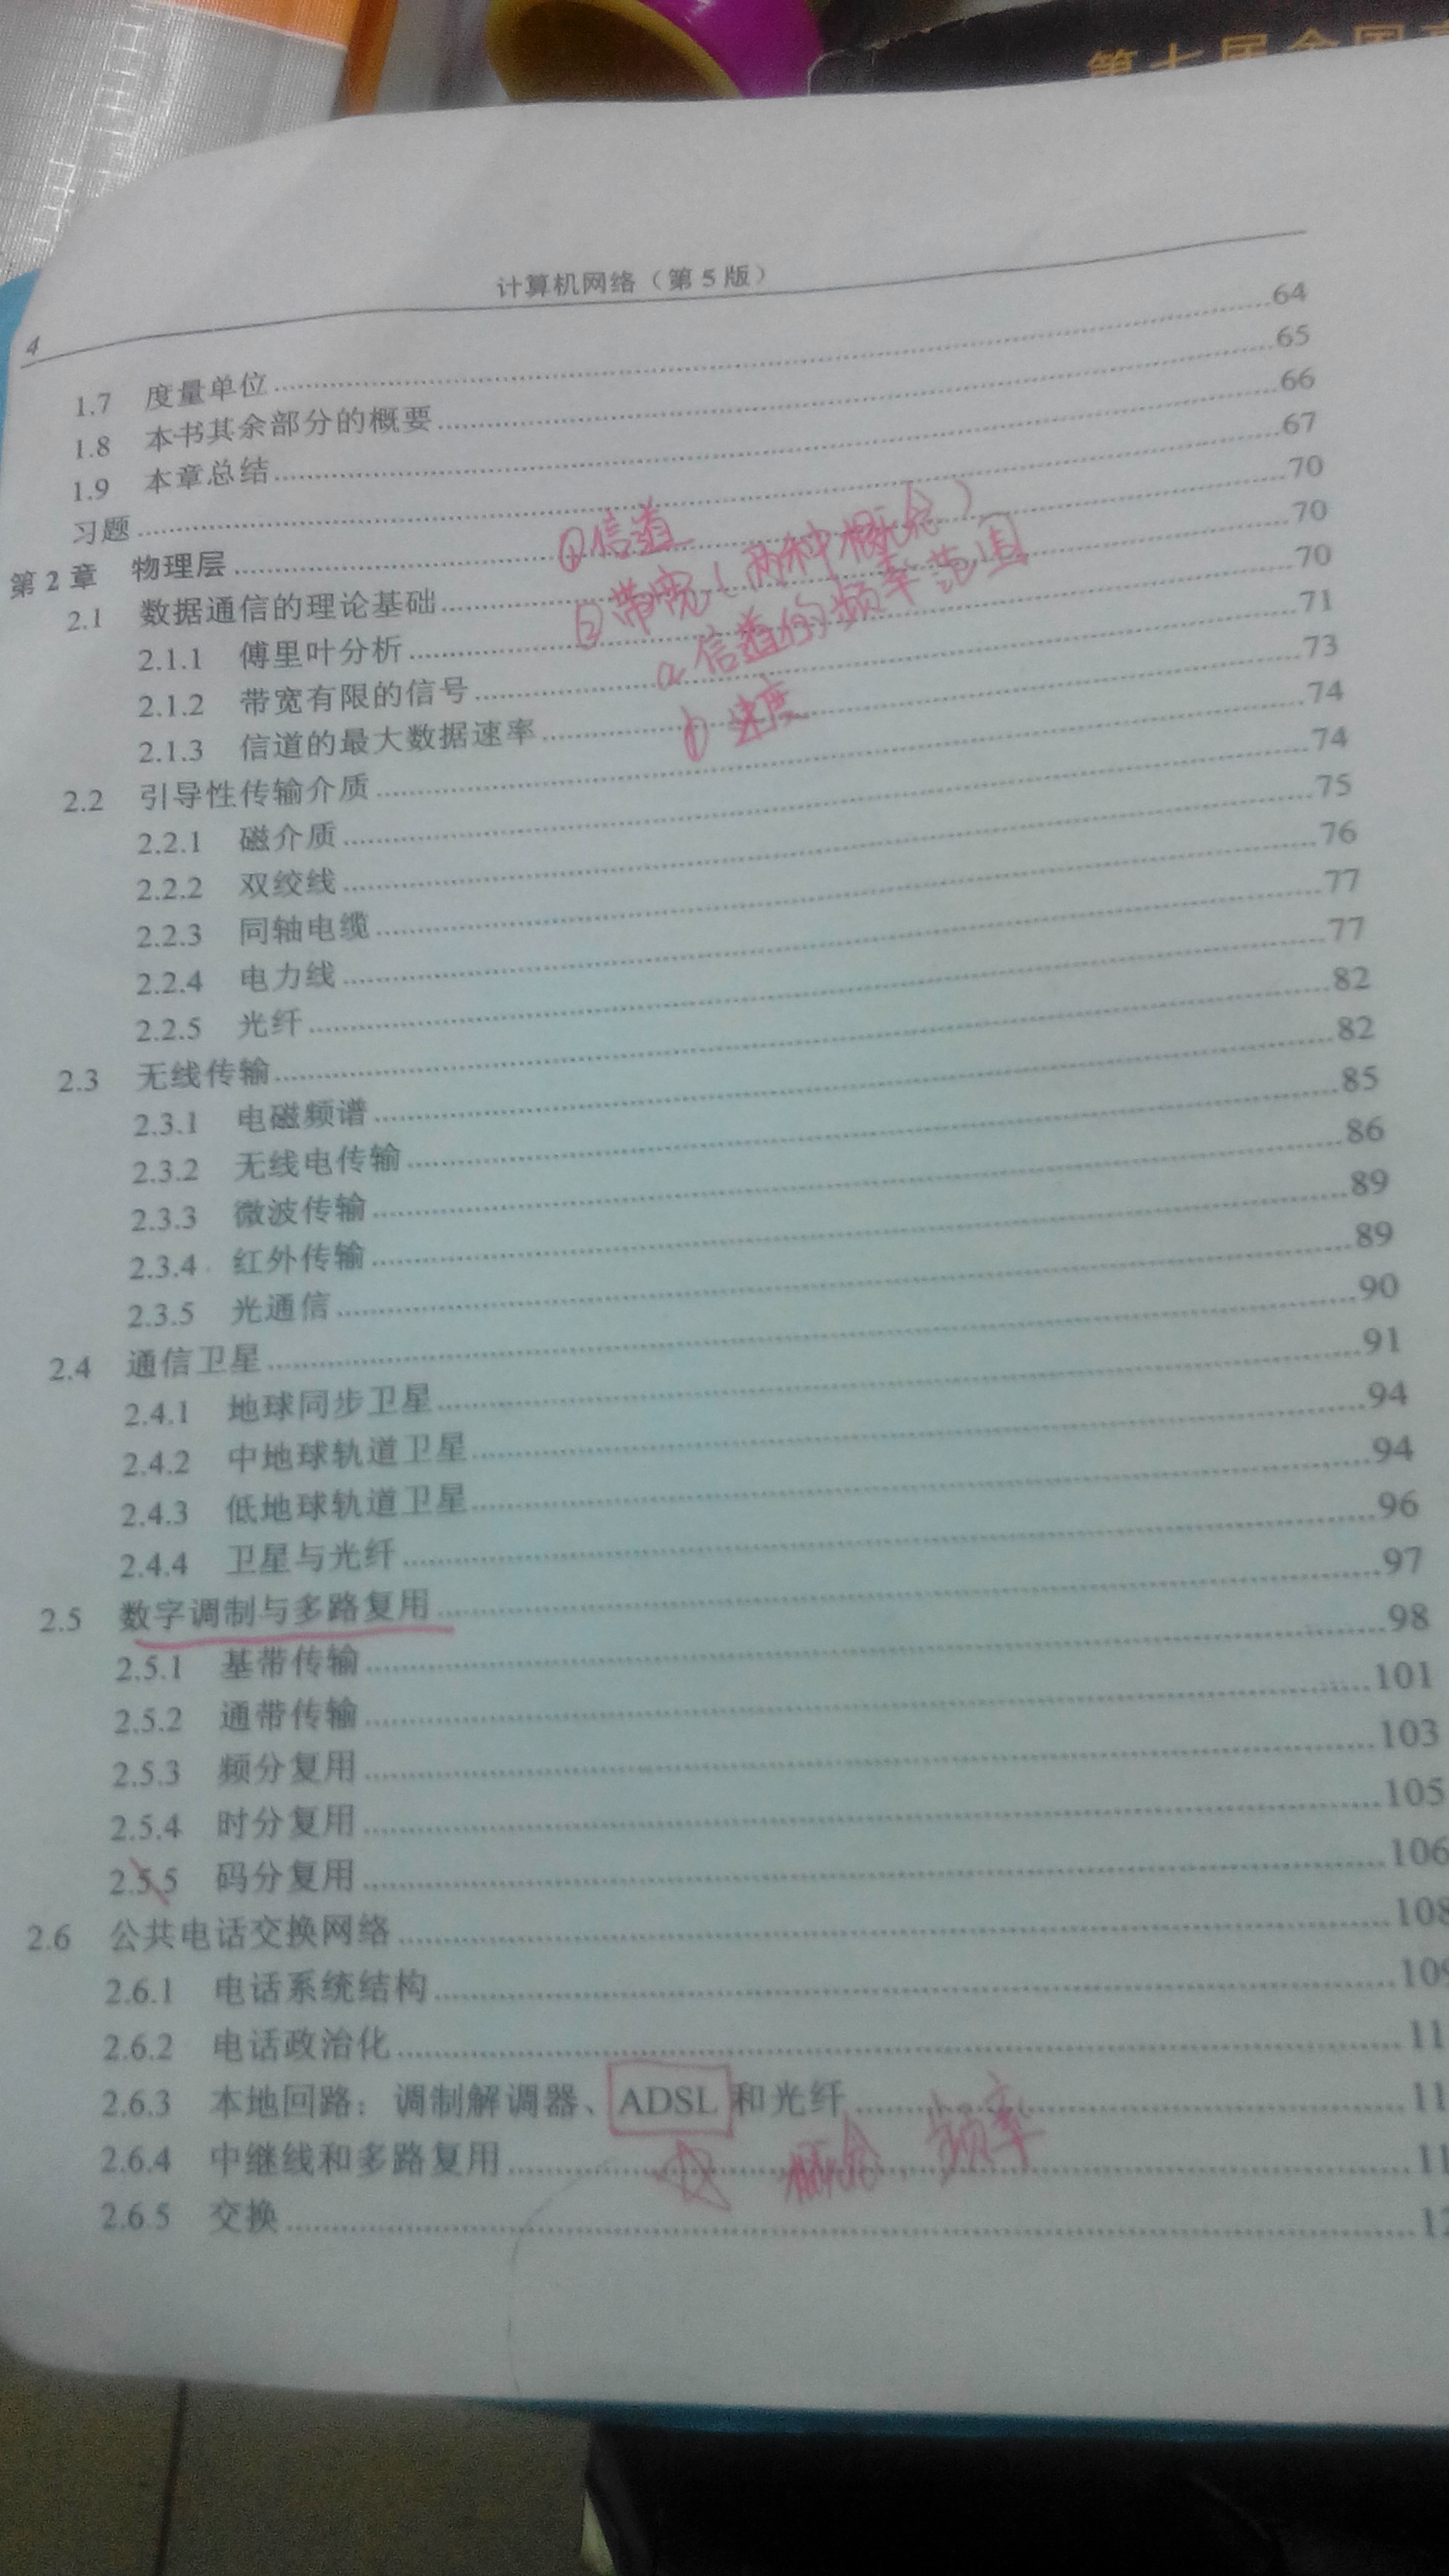 第七届全国
计算机网络（第5版）
4
1.7 度量单位 64
1.8 本书其余部分的概要 65
1.9 本章总结 66
习题 67
第2章 物理层 70
①信道
2.1 数据通信的理论基础 70
②带宽（两种概念）
2.1.1 傅里叶分析 70
a 信道的频率范围
2.1.2 带宽有限的信号 71
b 速度
2.1.3 信道的最大数据速率 73
2.2 引导性传输介质 74
2.2.1 磁介质 74
2.2.2 双绞线 75
2.2.3 同轴电缆 76
2.2.4 电力线 77
2.2.5 光纤 77
2.3 无线传输 82
2.3.1 电磁频谱 82
2.3.2 无线电传输 85
2.3.3 微波传输 86
2.3.4 红外传输 89
2.3.5 光通信 89
2.4 通信卫星 90
2.4.1 地球同步卫星 91
2.4.2 中地球轨道卫星 94
2.4.3 低地球轨道卫星 94
2.4.4 卫星与光纤 96
2.5 数字调制与多路复用 97
2.5.1 基带传输 98
2.5.2 通带传输 101
2.5.3 频分复用 103
2.5.4 时分复用 105
2.5.5 码分复用 106
2.6 公共电话交换网络 108
2.6.1 电话系统结构 109
2.6.2 电话政治化 11
2.6.3 本地回路：调制解调器、ADSL和光纤 11
概念、频率
2.6.4 中继线和多路复用 11
2.6.5 交换 12